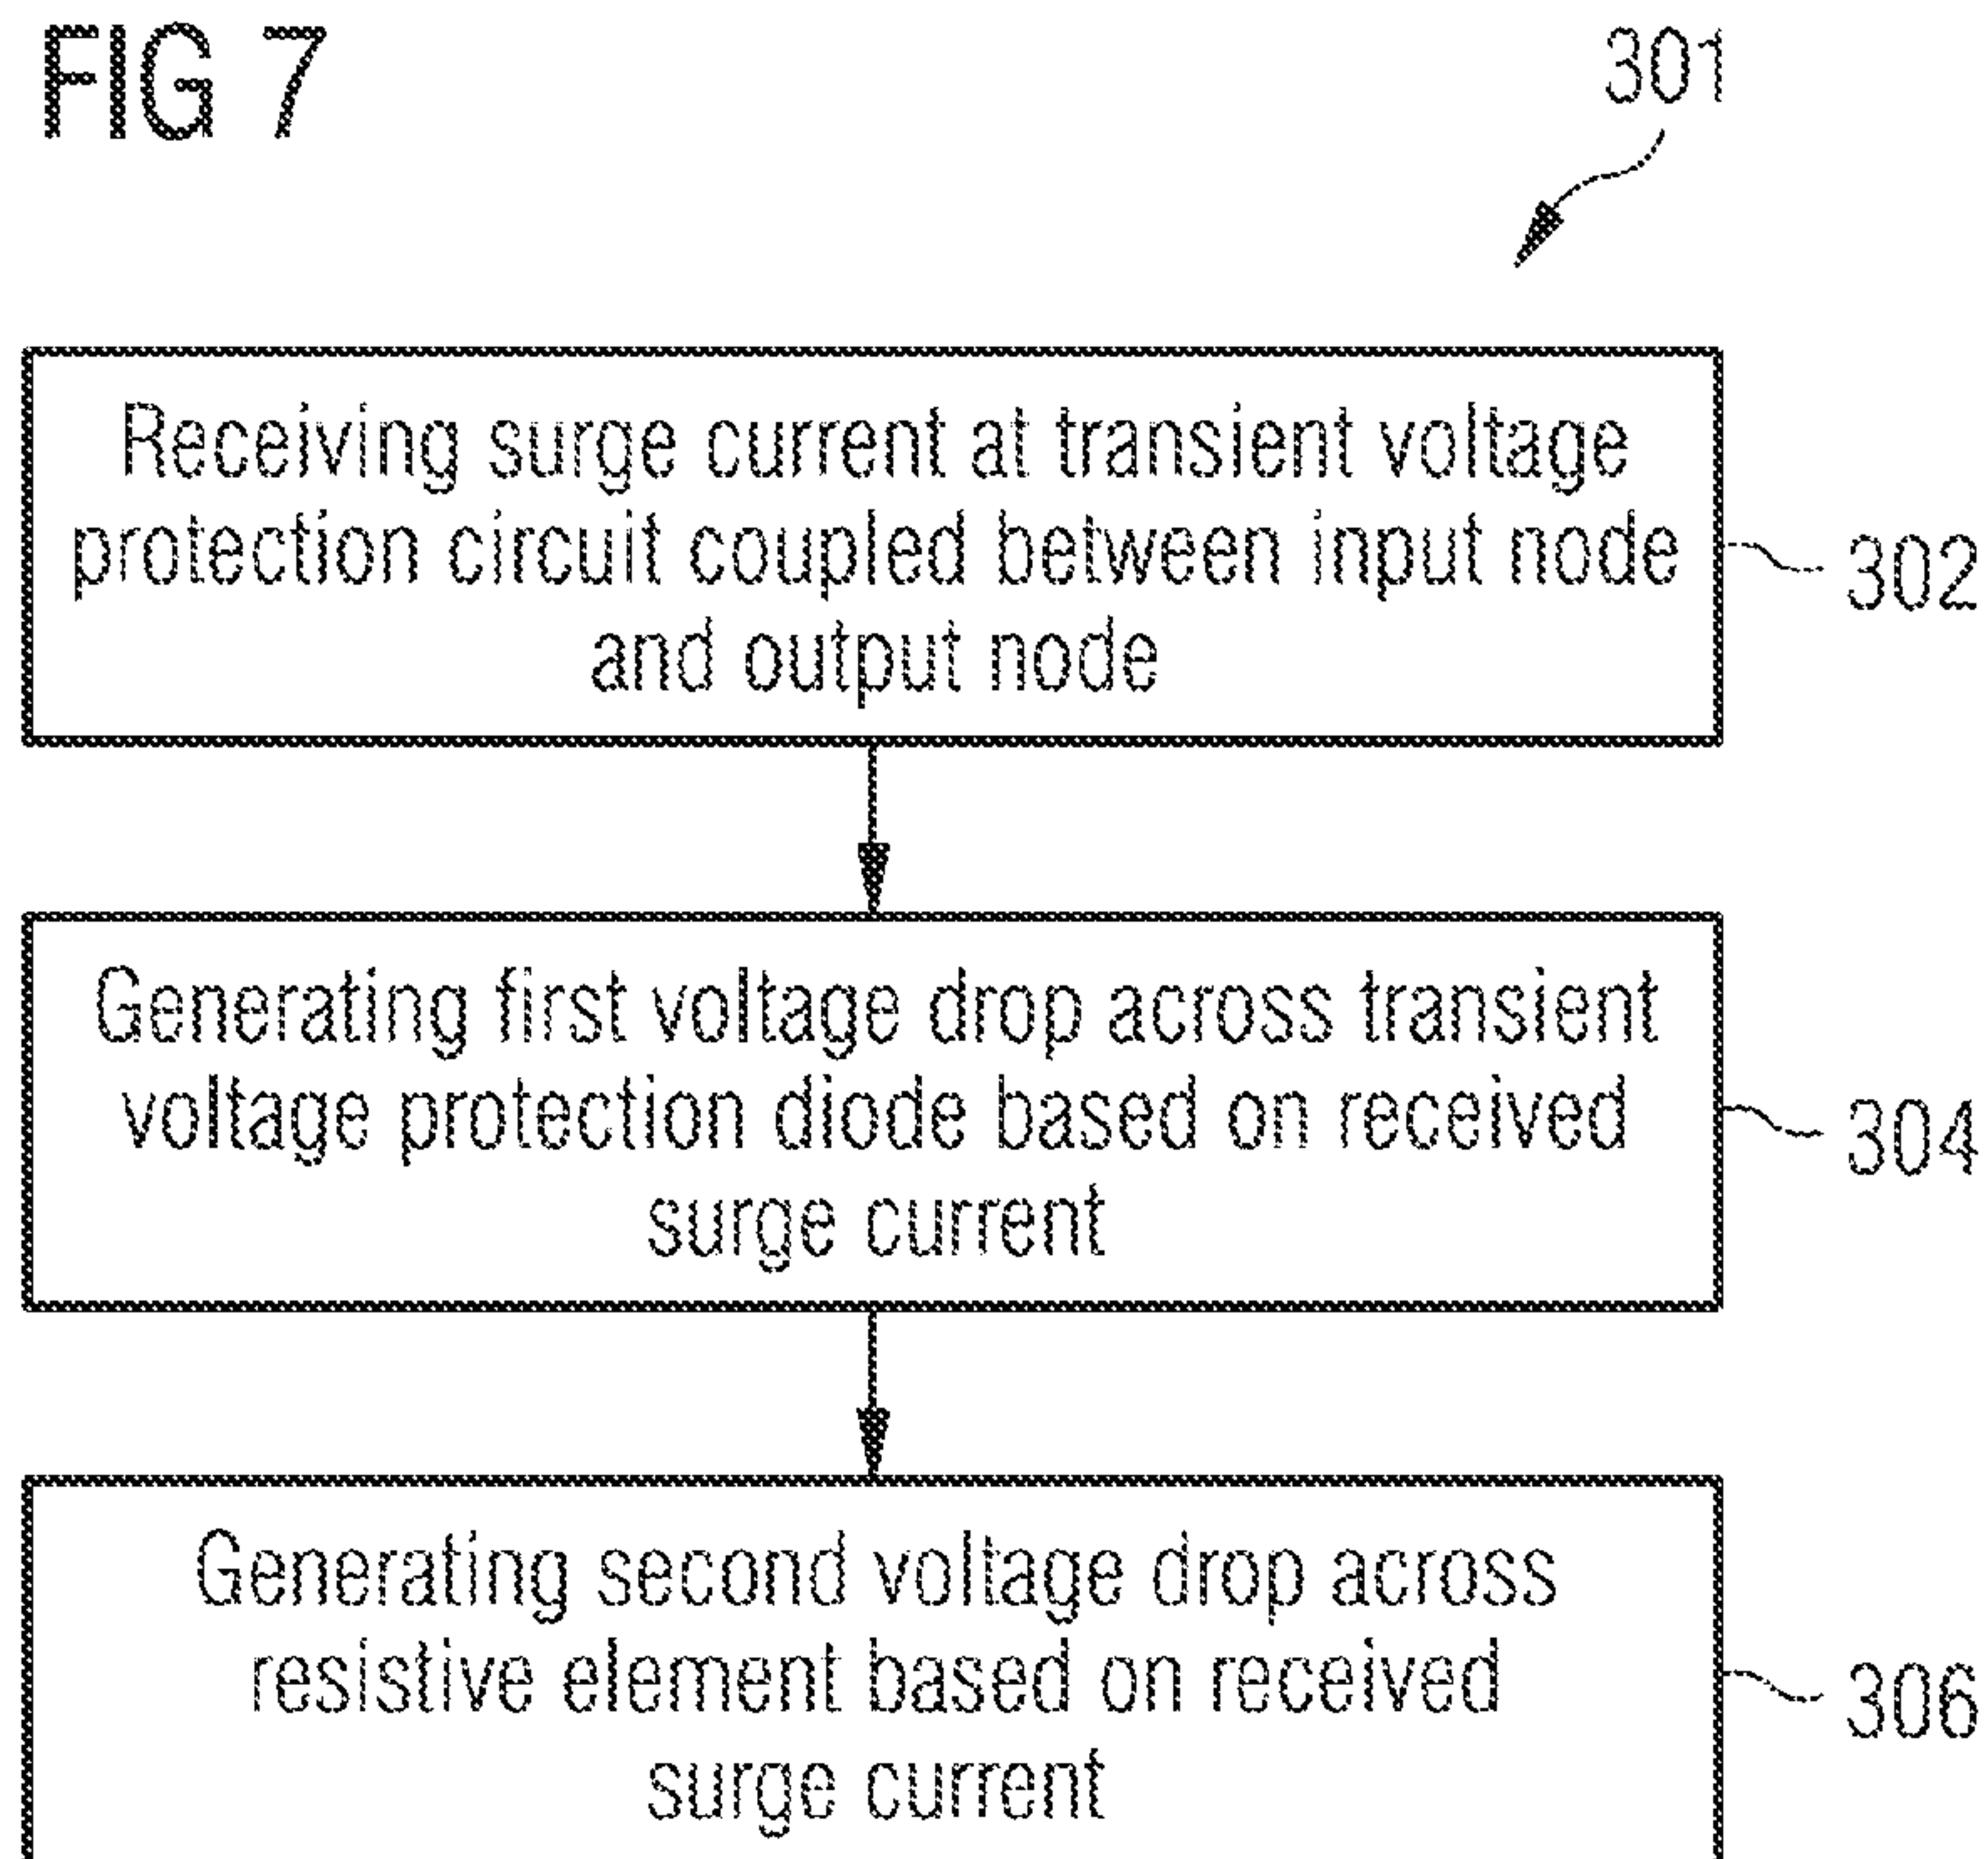 FIG 7
301
Receiving surge current at transient voltage
protection circuit coupled between input node
and output node
302
Generating first voltage drop across transient
voltage protection diode based on received
surge current
304
Generating second voltage drop across
resistive element based on received
surge current
306